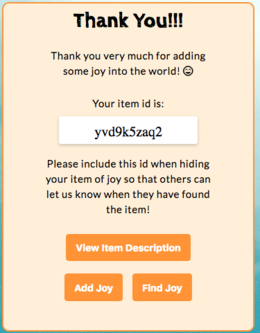 Thank You!!!
Thank you very much for adding
some joy into the world! 😄
Your item id is:
yvd9k5zaq2
Please include this id when hiding
your item of joy so that others can
let us know when they have found
the item!
View Item Description
Add Joy Find Joy